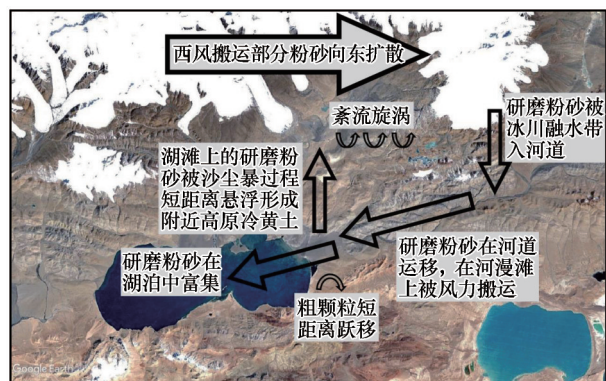 西风搬运部分粉砂向东扩散
紊流旋涡
研磨粉砂被
冰川融水带
入河道
湖滩上的研磨粉
砂被沙尘暴过程
短距离悬浮形成
附近高原冷黄土
研磨粉砂在
湖泊中富集
研磨粉砂在河道
运移，在河漫滩
上被风力搬运
粗颗粒短
距离跃移
Google Earth